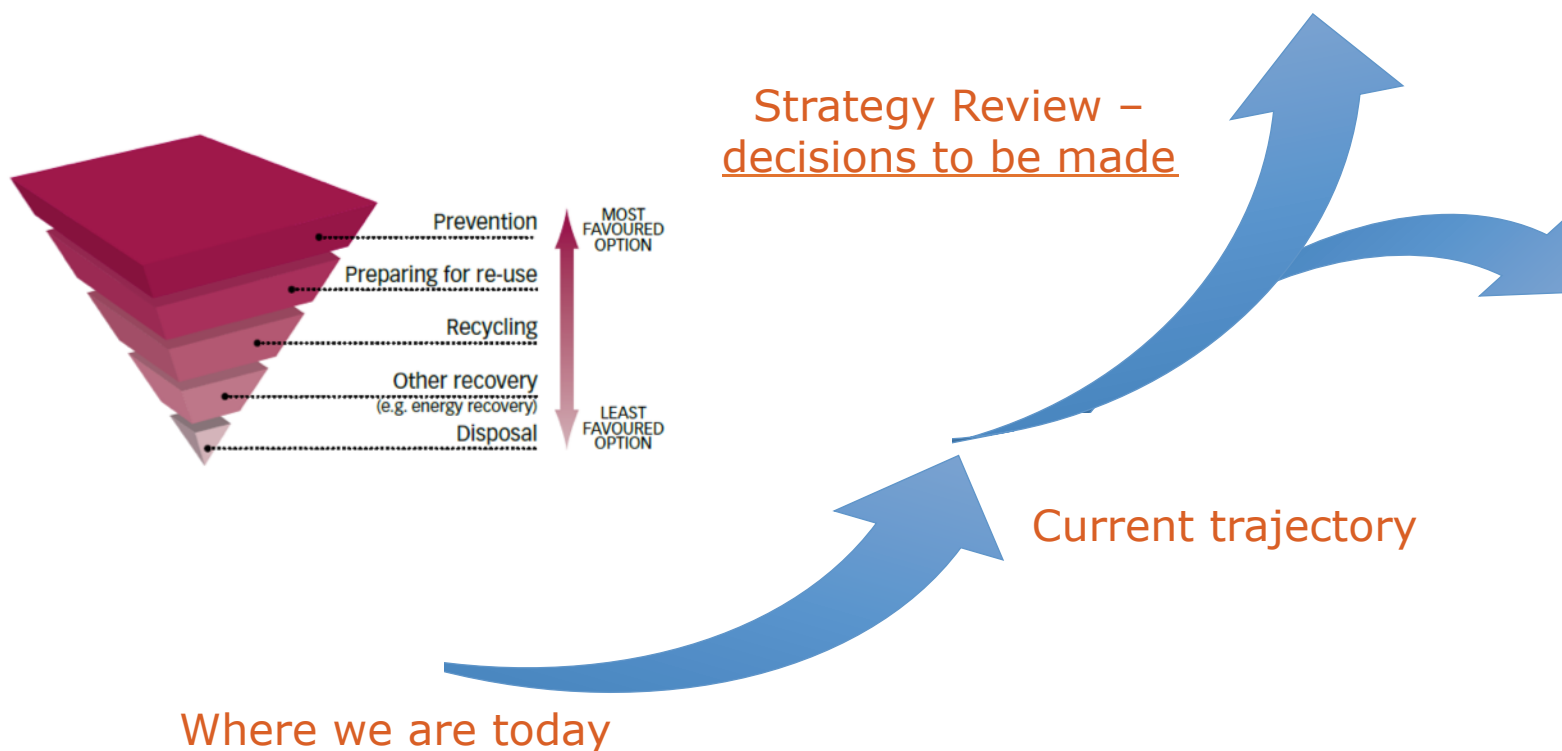 Strategy Review –
decisions to be made
Prevention
Preparing for re-use
Recycling
Other recovery
(e.g. energy recovery)
Disposal
MOST
FAVOURED
OPTION
LEAST
FAVOURED
OPTION
Current trajectory
Where we are today